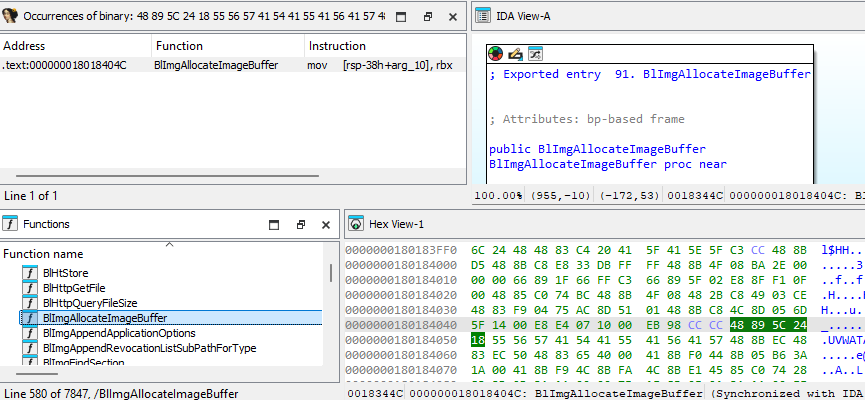 Occurrences of binary: 48 89 5C 24 18 55 56 57 41 54 41 55 41 56 41 57 48
Address Function Instruction
.text:000000018018404C BlImgAllocateImageBuffer mov [rsp-38h+arg_10], rbx
Line 1 of 1
IDA View-A
; Exported entry 91. BlImgAllocateImageBuffer
; Attributes: bp-based frame
public BlImgAllocateImageBuffer
BlImgAllocateImageBuffer proc near
100.00% (955,-10) (-172,53) 0018344C 000000018018404C: Bl
Functions
Function name
BlHtStore
BlHttpGetFile
BlHttpQueryFileSize
BlImgAllocateImageBuffer
BlImgAppendApplicationOptions
BlImgAppendRevocationListSubPathForType
BlImgFindSection
Line 580 of 7847, /BlImgAllocateImageBuffer
Hex View-1
0000000180183FF0 6C 24 48 48 83 C4 20 41 5F 41 5E 5F C3 CC 48 8B l$HH..
0000000180184000 D5 48 8B C8 E8 33 DB FF FF 48 8B 4F 08 BA 2E 00 .....3
0000000180184010 00 00 66 89 1F 66 FF C3 66 89 5F 02 E8 8F F1 0F ..f..f
0000000180184020 00 48 85 C0 74 BC 48 8B 4F 08 48 2B C8 49 03 CE .H....H
0000000180184030 48 83 F9 04 75 AC 8D 51 01 48 8B C8 4C 8D 05 6D H...u.
0000000180184040 5F 14 00 E8 E4 07 10 00 EB 98 CC CC 48 89 5C 24 _......
0000000180184050 18 55 56 57 41 54 41 55 41 56 41 57 48 8B EC 48 .UVWATA
0000000180184060 83 EC 50 48 83 65 40 00 41 8B F0 44 8B 05 B6 3A .....e(
0000000180184070 1A 00 41 8B F9 4C 8B FA 4C 8B E1 45 85 C0 74 28 ..A..L
0018344C 000000018018404C: BlImgAllocateImageBuffer (Synchronized with IDA